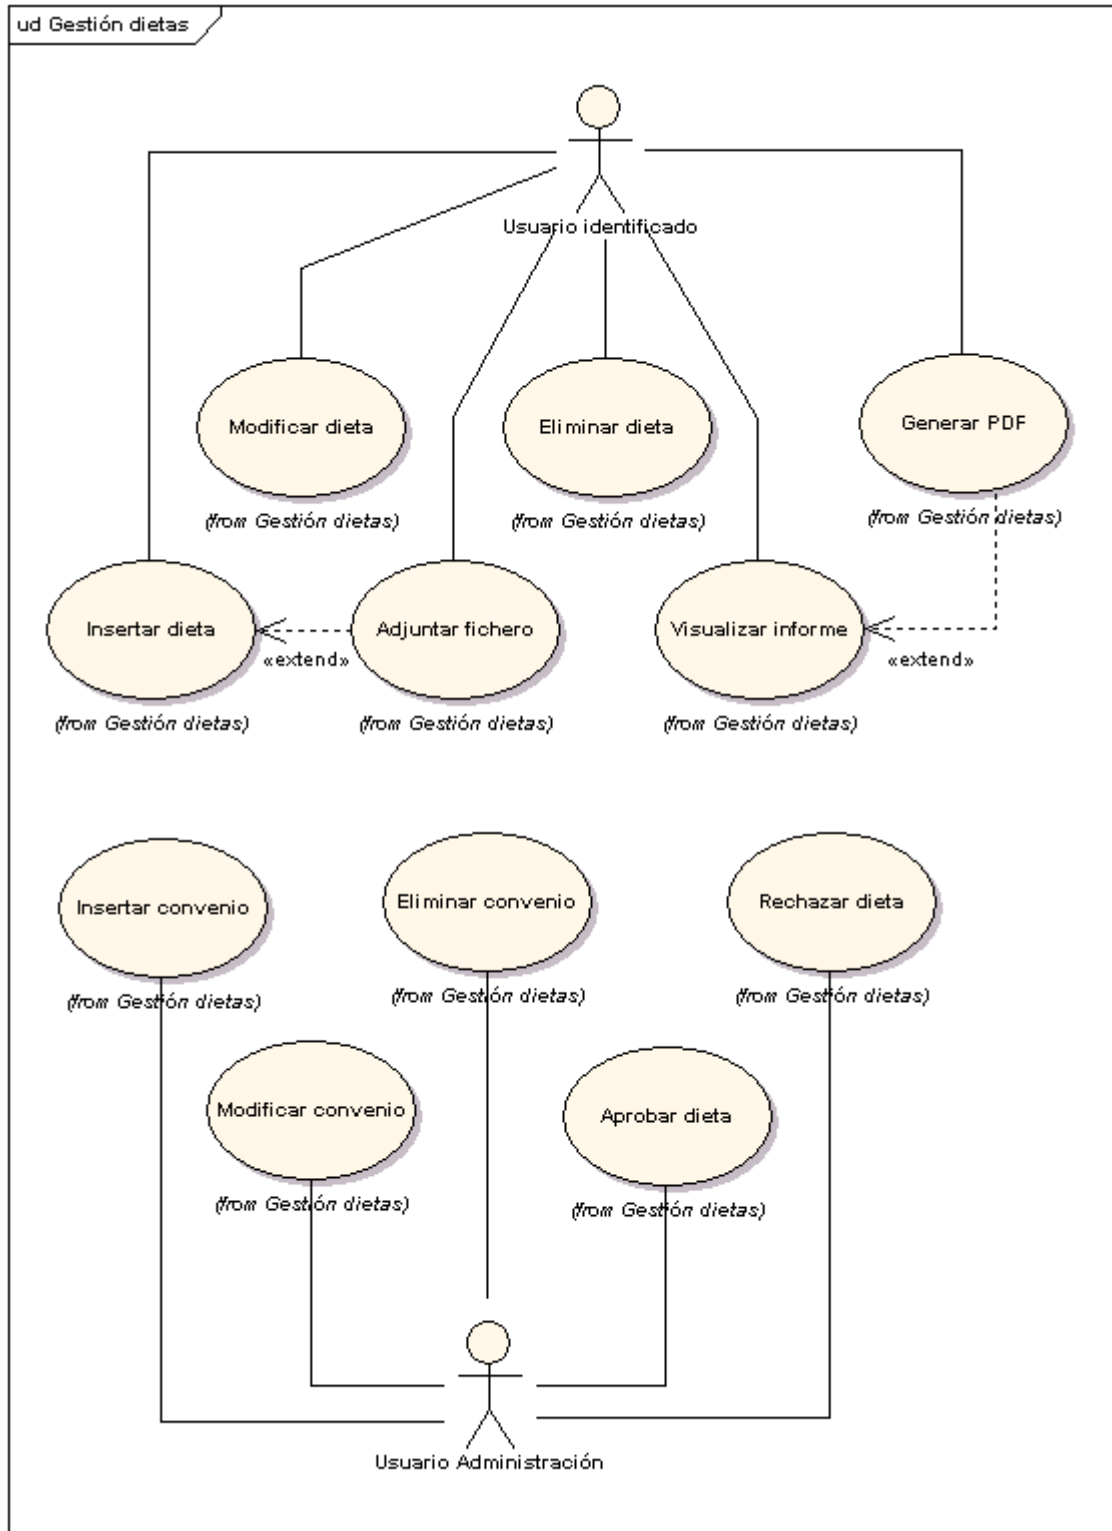 ud Gestión dietas
Usuario identificado
Modificar dieta
Eliminar dieta
Generar PDF
(from Gestión dietas)
(from Gestión dietas)
(from Gestión dietas)
Insertar dieta
«extend»
Adjuntar fichero
Visualizar informe
«extend»
(from Gestión dietas)
(from Gestión dietas)
(from Gestión dietas)
Insertar convenio
Eliminar convenio
Rechazar dieta
(from Gestión dietas)
(from Gestión dietas)
(from Gestión dietas)
Modificar convenio
Aprobar dieta
(from Gestión dietas)
(from Gestión dietas)
Usuario Administración